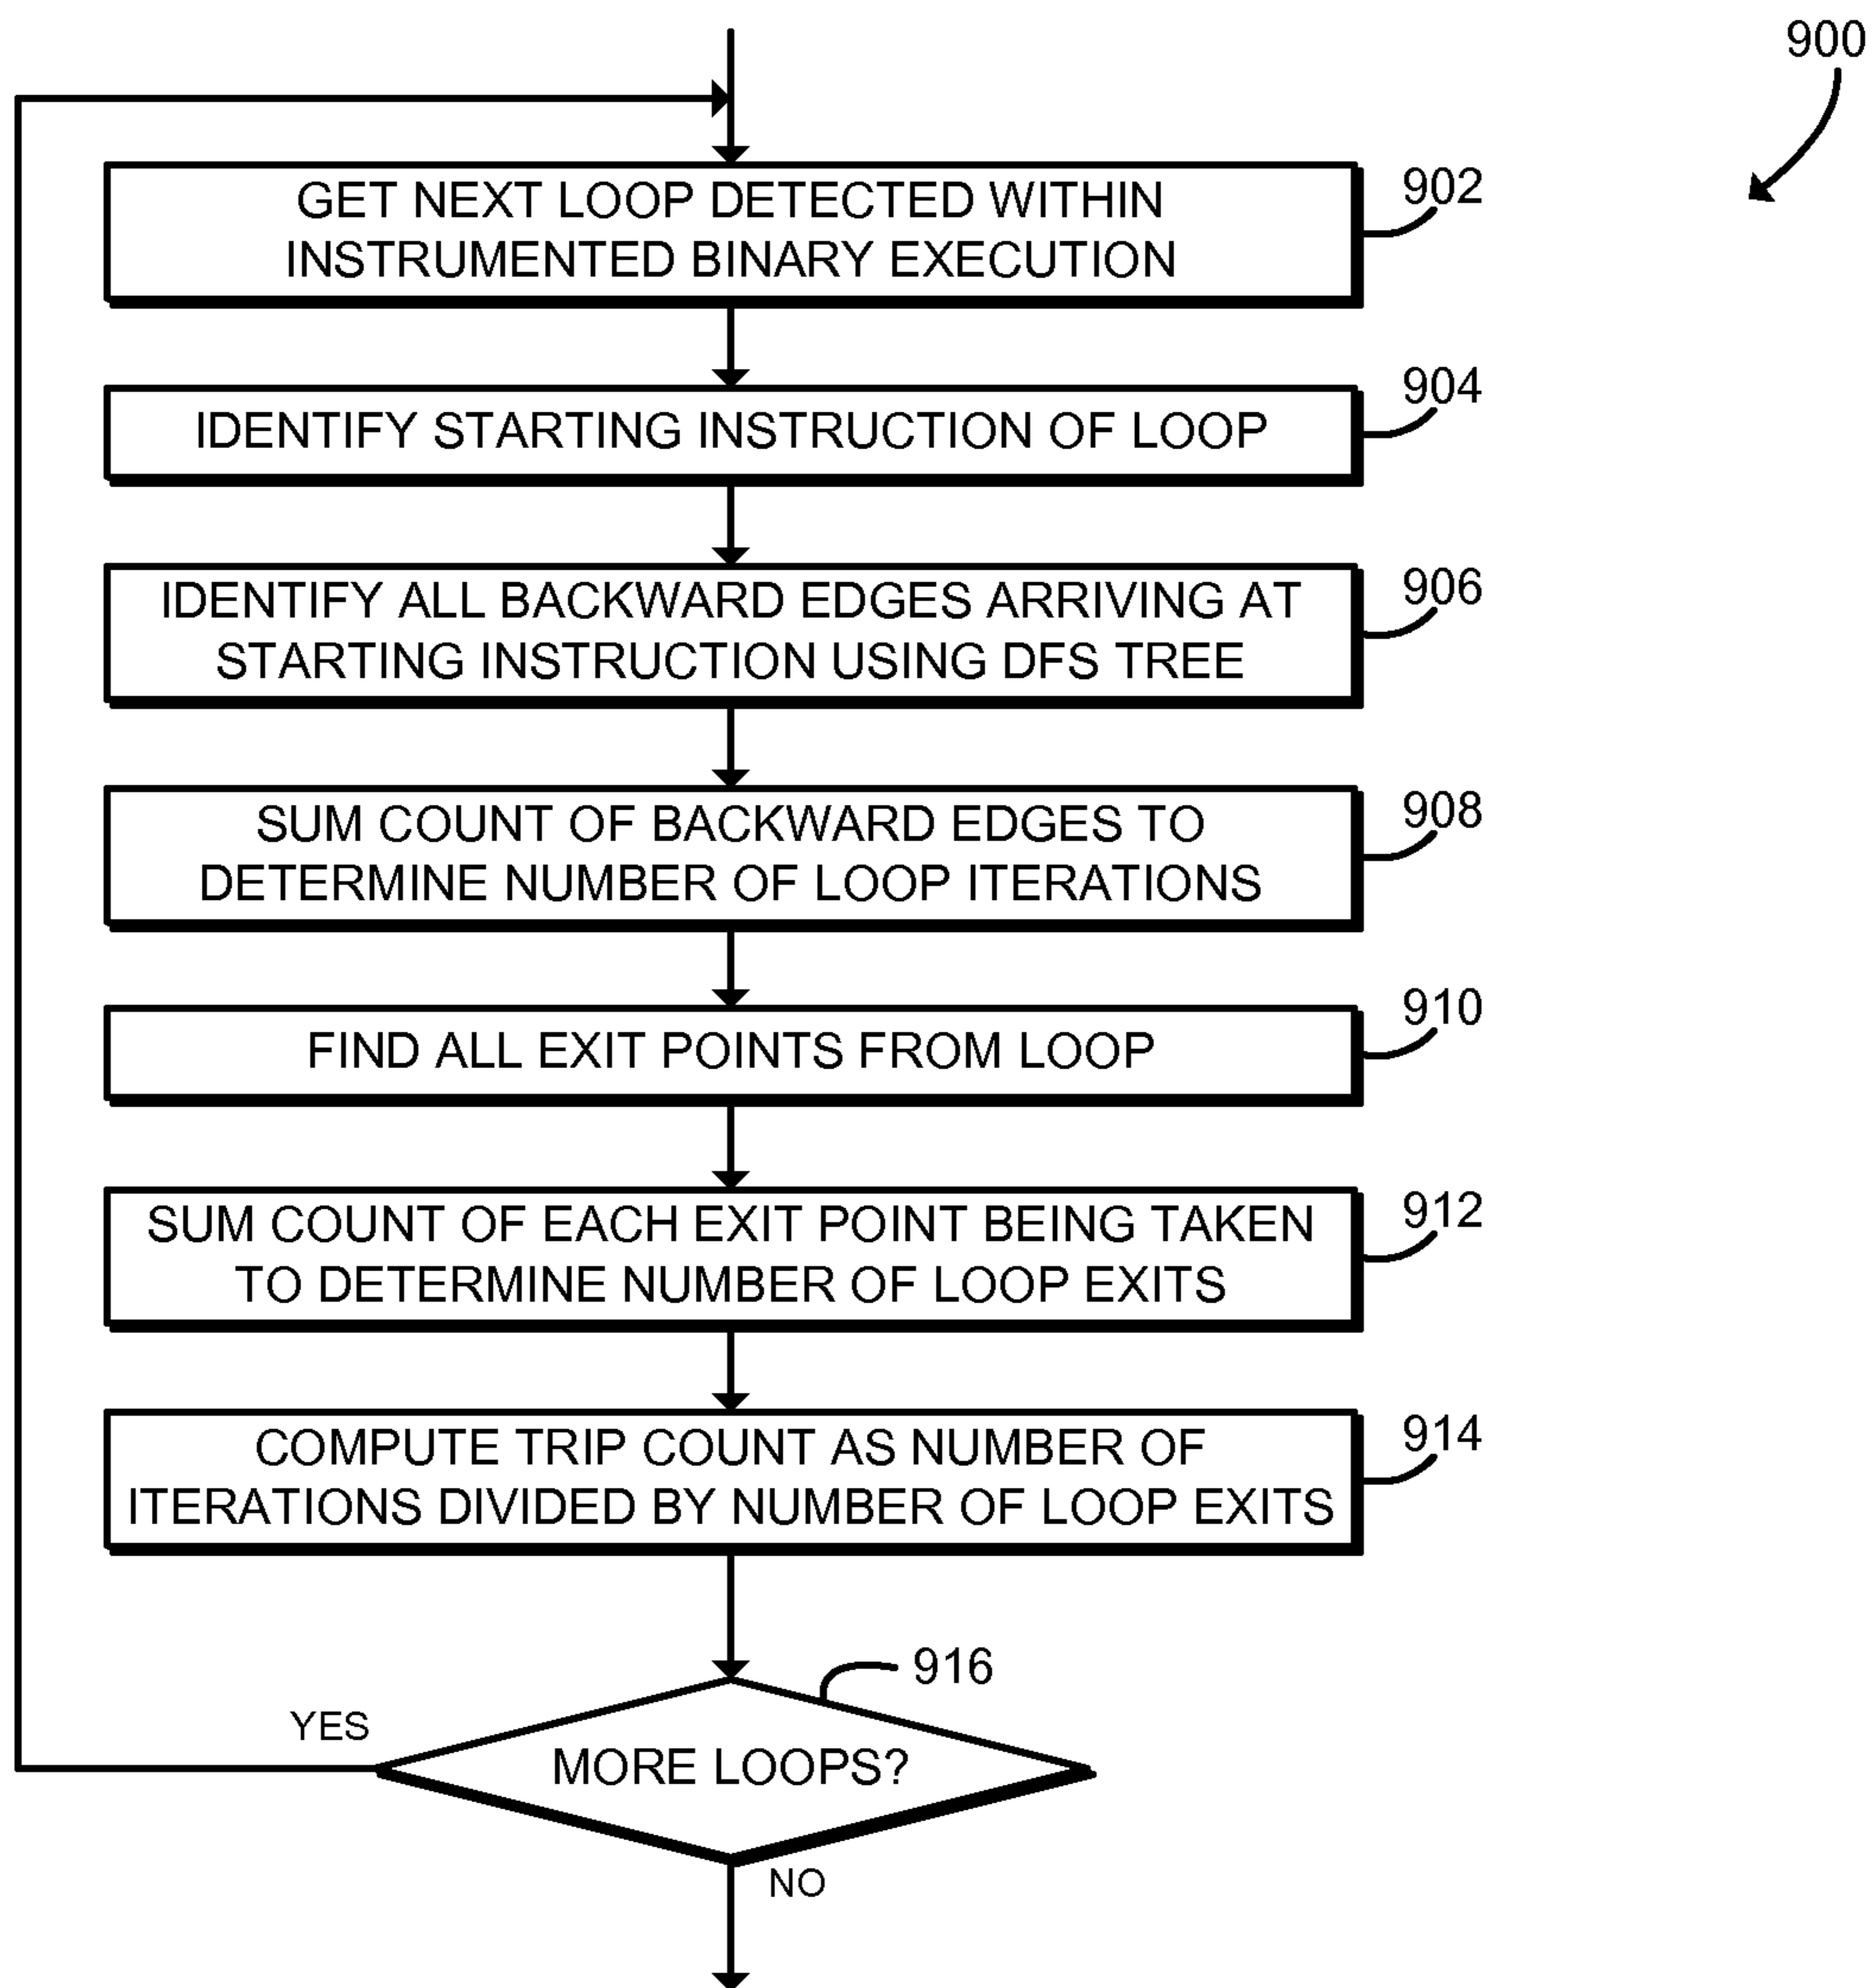 900
GET NEXT LOOP DETECTED WITHIN
INSTRUMENTED BINARY EXECUTION
902
IDENTIFY STARTING INSTRUCTION OF LOOP
904
IDENTIFY ALL BACKWARD EDGES ARRIVING AT
STARTING INSTRUCTION USING DFS TREE
906
SUM COUNT OF BACKWARD EDGES TO
DETERMINE NUMBER OF LOOP ITERATIONS
908
FIND ALL EXIT POINTS FROM LOOP
910
SUM COUNT OF EACH EXIT POINT BEING TAKEN
TO DETERMINE NUMBER OF LOOP EXITS
912
COMPUTE TRIP COUNT AS NUMBER OF
ITERATIONS DIVIDED BY NUMBER OF LOOP EXITS
914
916
YES
MORE LOOPS?
NO